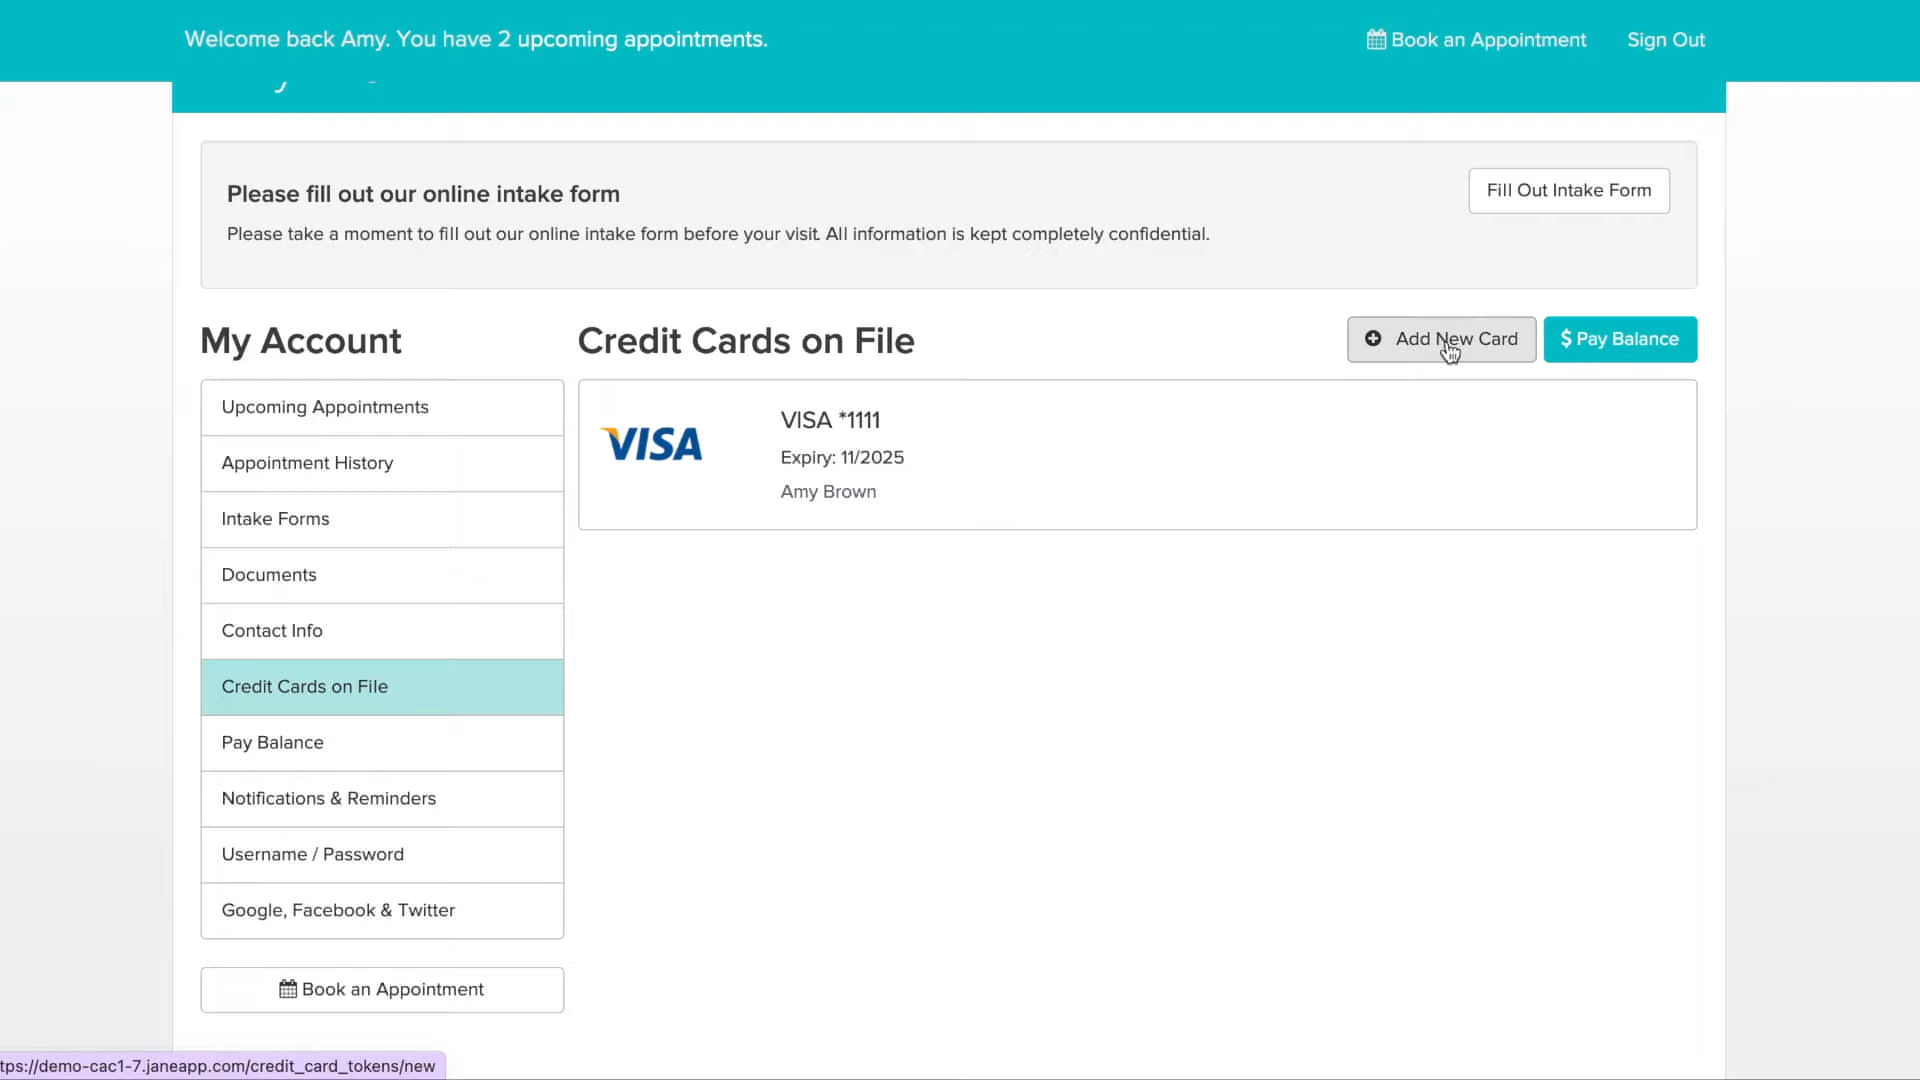 Welcome back Amy. You have 2 upcoming appointments.
Book an Appointment
Sign Out
Please fill out our online intake form
Fill Out Intake Form
Please take a moment to fill out our online intake form before your visit. All information is kept completely confidential.
My Account
Credit Cards on File
Add New Card
$ Pay Balance
Upcoming Appointments
Appointment History
Intake Forms
Documents
Contact Info
Credit Cards on File
Pay Balance
Notifications & Reminders
Username / Password
Google, Facebook & Twitter
Book an Appointment
VISA
VISA *1111
Expiry: 11/2025
Amy Brown
tps://demo-cac1-7.janeapp.com/credit_card_tokens/new